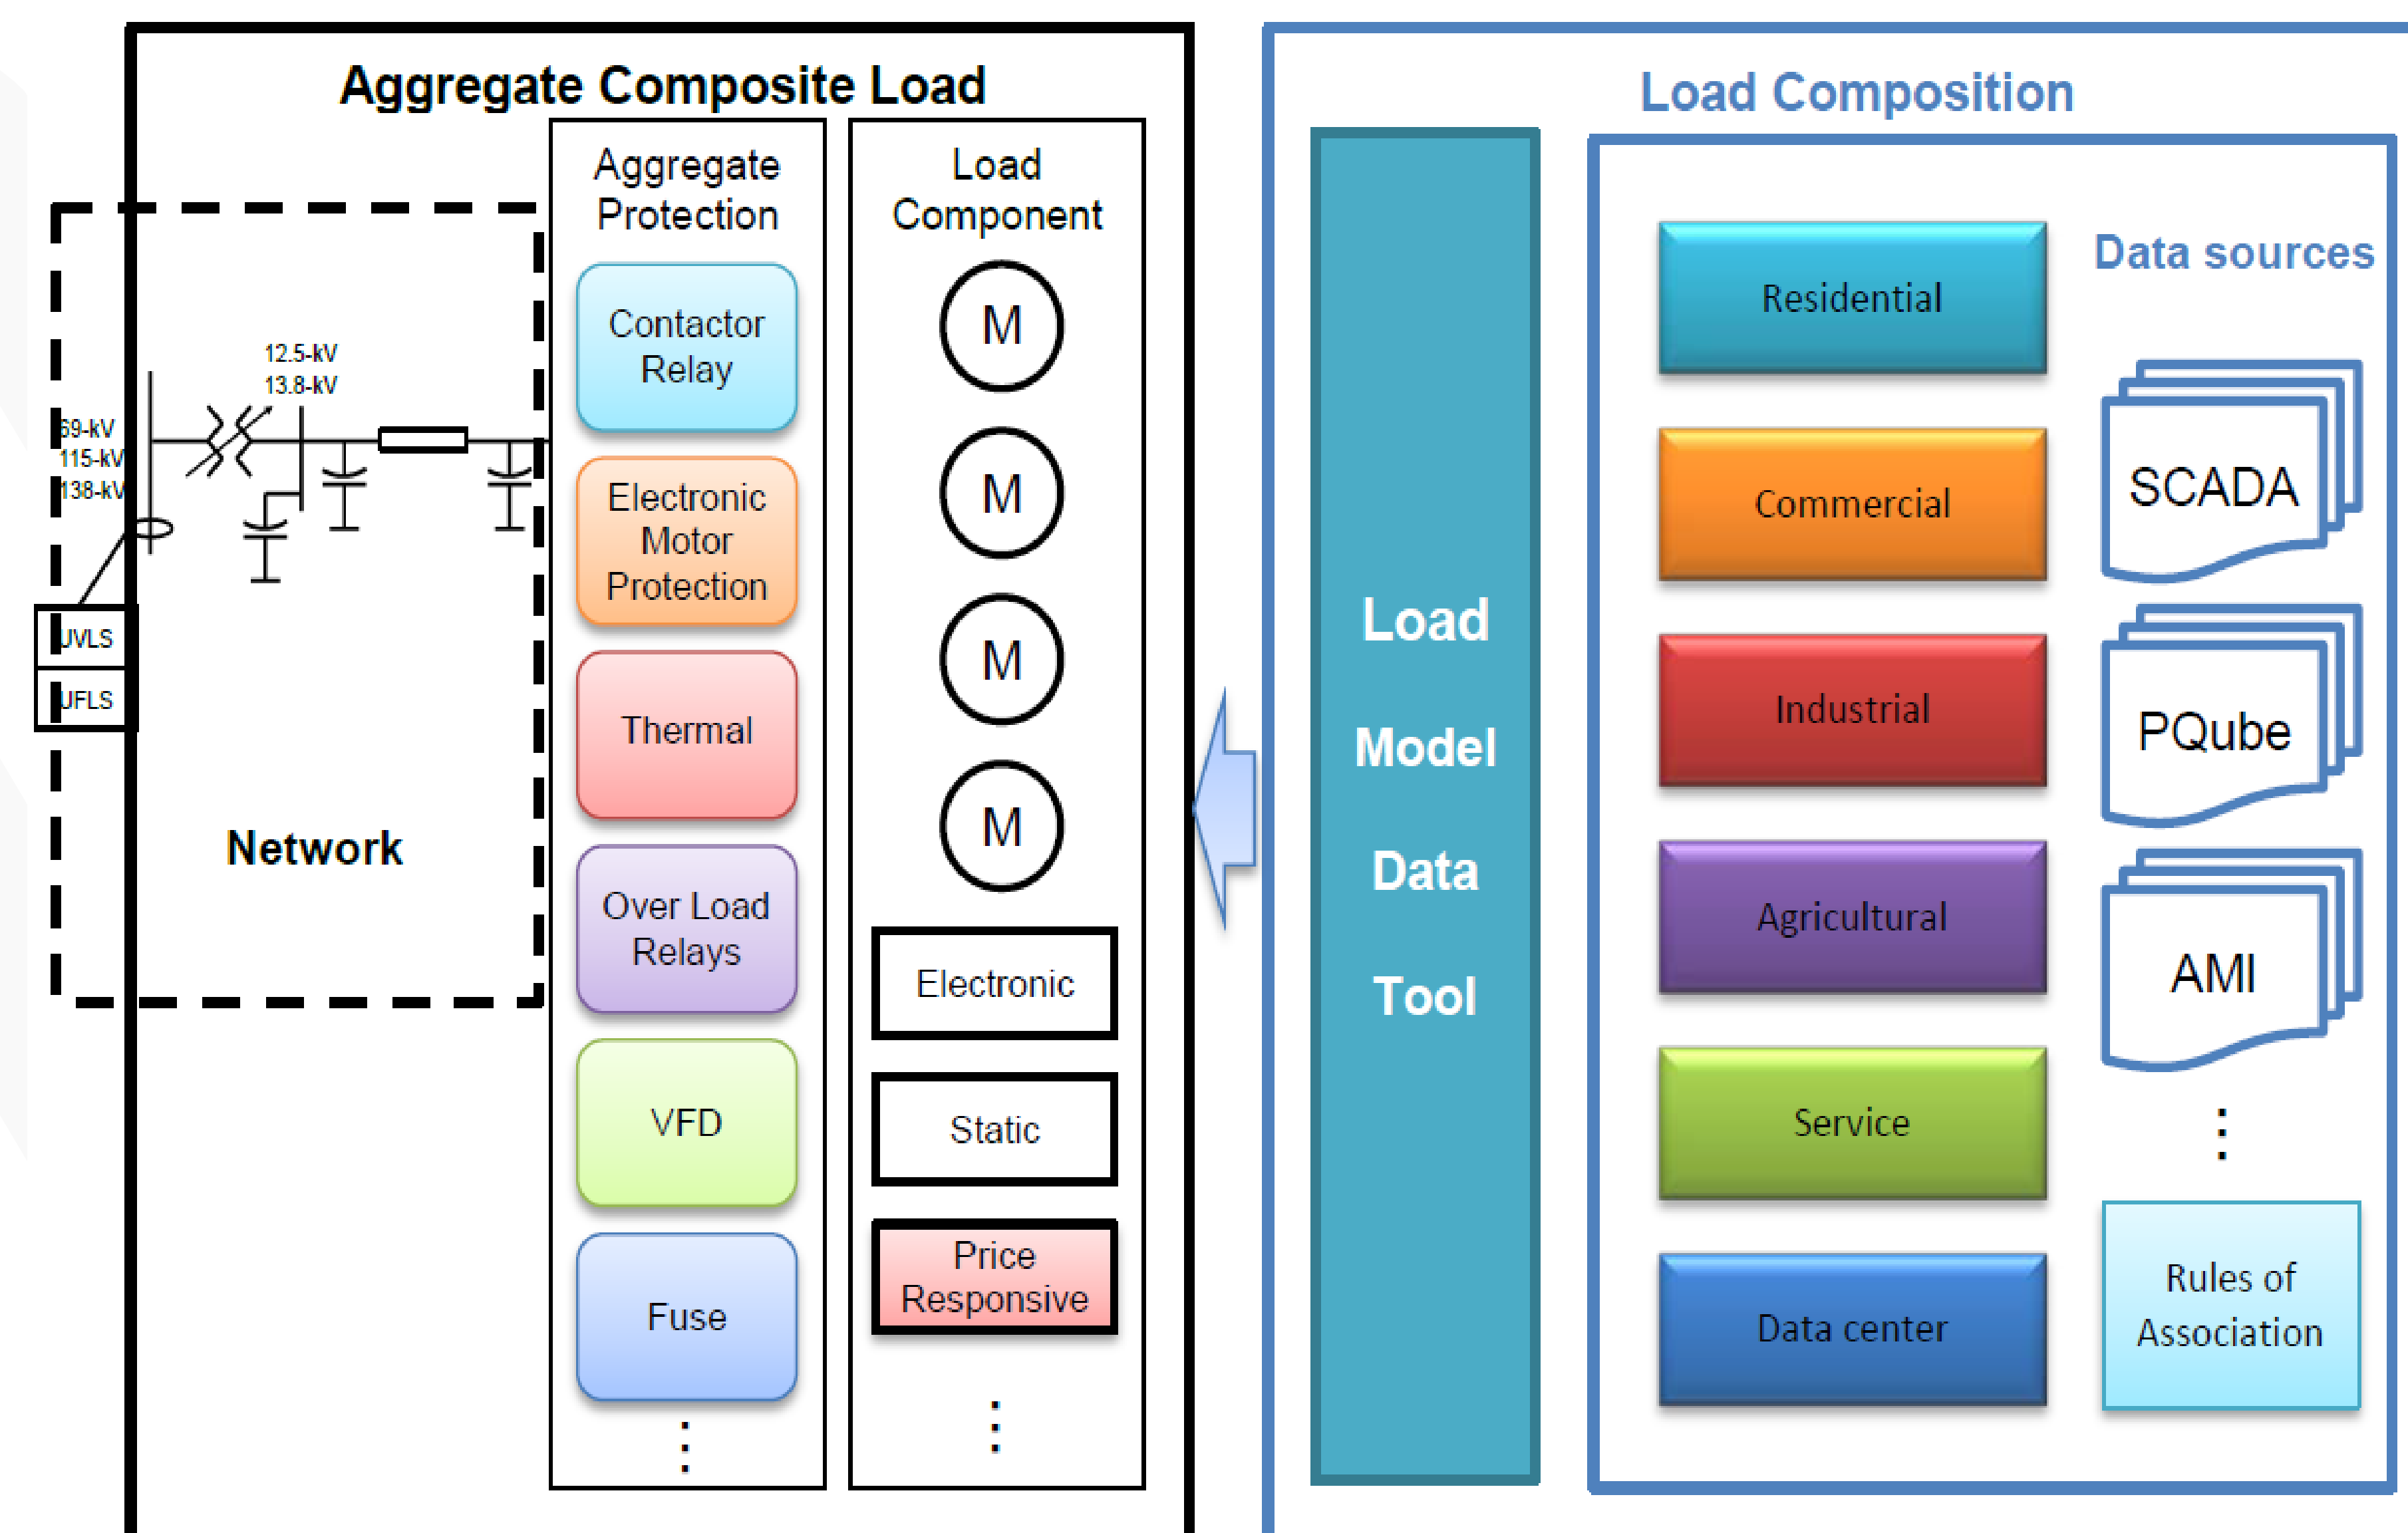 Aggregate Composite Load
Aggregate
Protection
Contactor
Relay
Electronic
Motor
Protection
Thermal
Over Load
Relays
VFD
Fuse
Load
Component
M
M
M
M
Electronic
Static
Price
Responsive
12.5-kV
13.8-kV
69-kV
115-kV
138-kV
UVLS
UFLS
Network
Load Composition
Load
Model
Data
Tool
Residential
Commercial
Industrial
Agricultural
Service
Data center
Data sources
SCADA
PQube
AMI
Rules of
Association